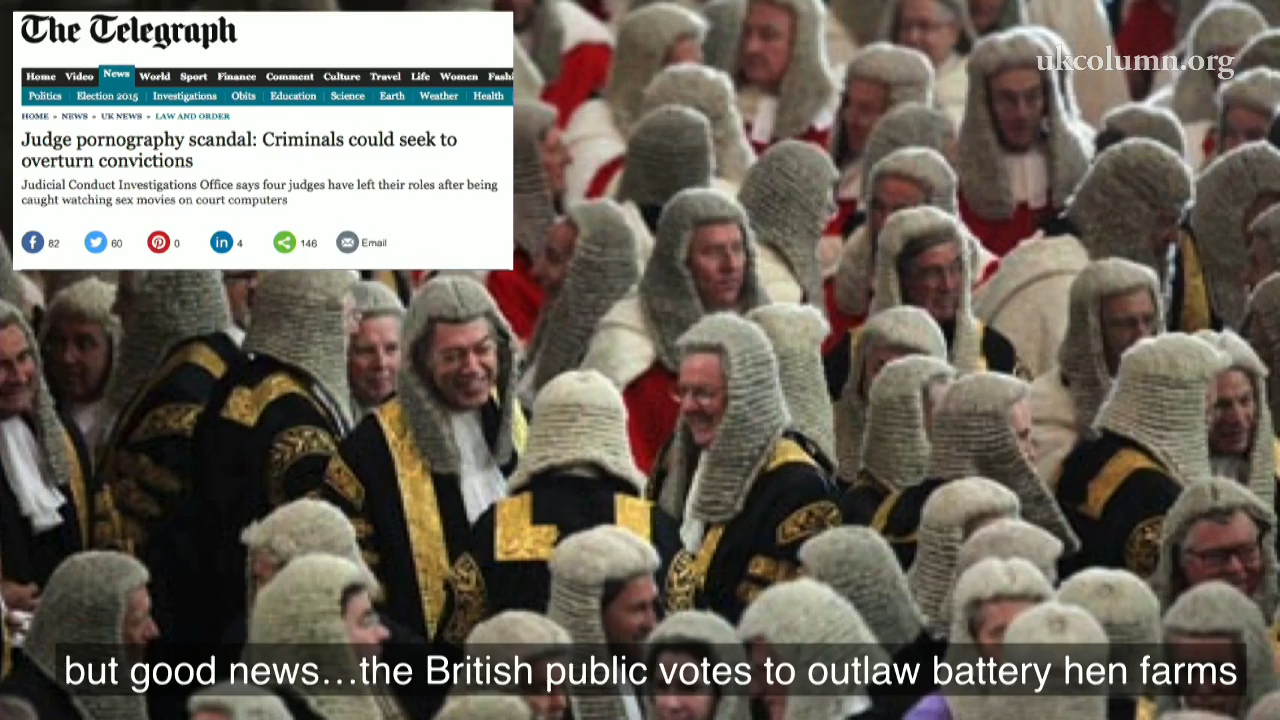 The Telegraph
ukcolumn.org
Home Video News World Sport Finance Comment Culture Travel Life Women Fashi
Politics Election 2015 Investigations Obits Education Science Earth Weather Health
HOME » NEWS » UK NEWS » LAW AND ORDER
Judge pornography scandal: Criminals could seek to
overturn convictions
Judicial Conduct Investigations Office says four judges have left their roles after being
caught watching sex movies on court computers
82 60 0 4 146 Email
but good news…the British public votes to outlaw battery hen farms